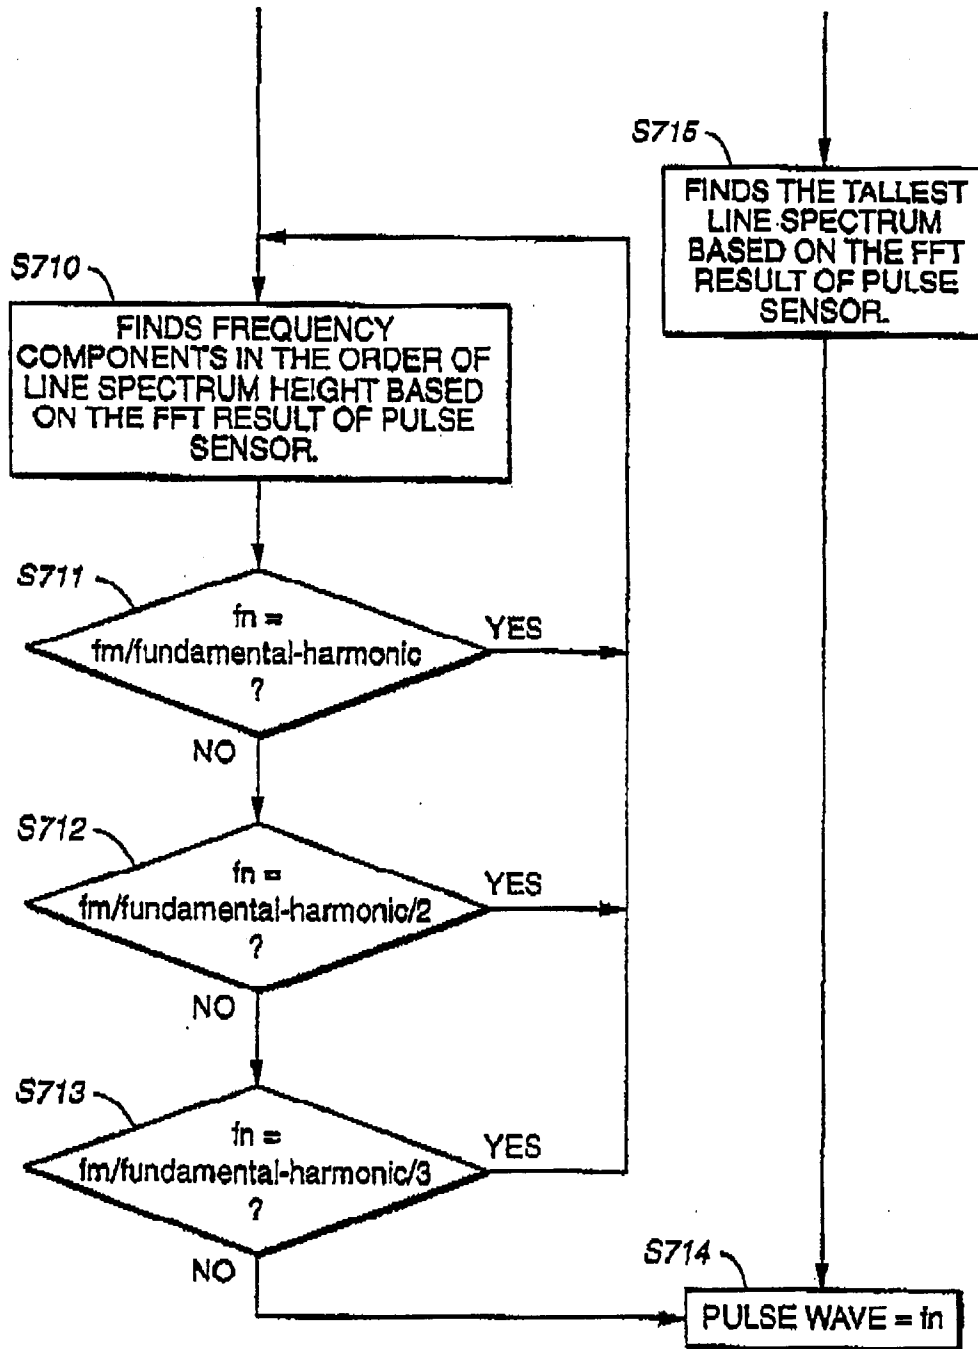 S715
FINDS THE TALLEST
LINE SPECTRUM
BASED ON THE FFT
RESULT OF PULSE
SENSOR.
S710
FINDS FREQUENCY
COMPONENTS IN THE ORDER OF
LINE SPECTRUM HEIGHT BASED
ON THE FFT RESULT OF PULSE
SENSOR.
S711
fn =
fm/fundamental-harmonic
?
YES
NO
S712
fn =
fm/fundamental-harmonic/2
?
YES
NO
S713
fn =
fm/fundamental-harmonic/3
?
YES
NO
S714
PULSE WAVE = fn